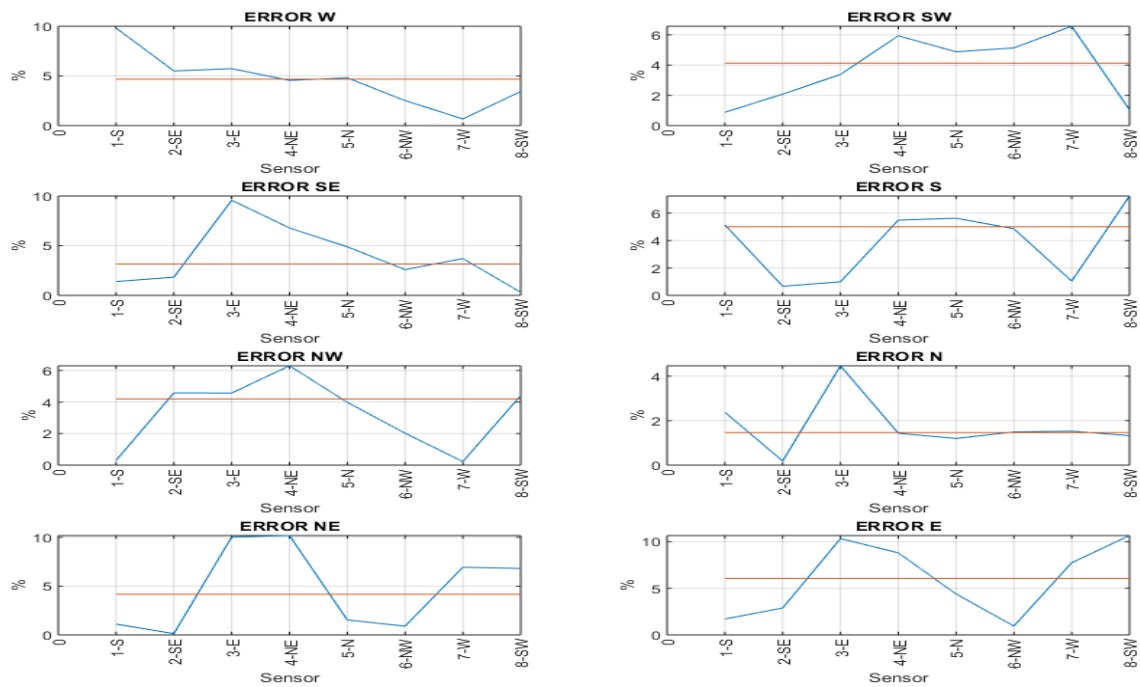 ERROR W
10
5
0
%
0 1-S 2-SE 3-E 4-NE 5-N 6-NW 7-W 8-SW
Sensor
ERROR SW
6
4
2
0
%
0 1-S 2-SE 3-E 4-NE 5-N 6-NW 7-W 8-SW
Sensor
ERROR SE
10
5
0
%
0 1-S 2-SE 3-E 4-NE 5-N 6-NW 7-W 8-SW
Sensor
ERROR S
6
4
2
0
%
0 1-S 2-SE 3-E 4-NE 5-N 6-NW 7-W 8-SW
Sensor
ERROR NW
6
4
2
0
%
0 1-S 2-SE 3-E 4-NE 5-N 6-NW 7-W 8-SW
Sensor
ERROR N
4
2
0
%
0 1-S 2-SE 3-E 4-NE 5-N 6-NW 7-W 8-SW
Sensor
ERROR NE
10
5
0
%
0 1-S 2-SE 3-E 4-NE 5-N 6-NW 7-W 8-SW
Sensor
ERROR E
10
5
0
%
0 1-S 2-SE 3-E 4-NE 5-N 6-NW 7-W 8-SW
Sensor